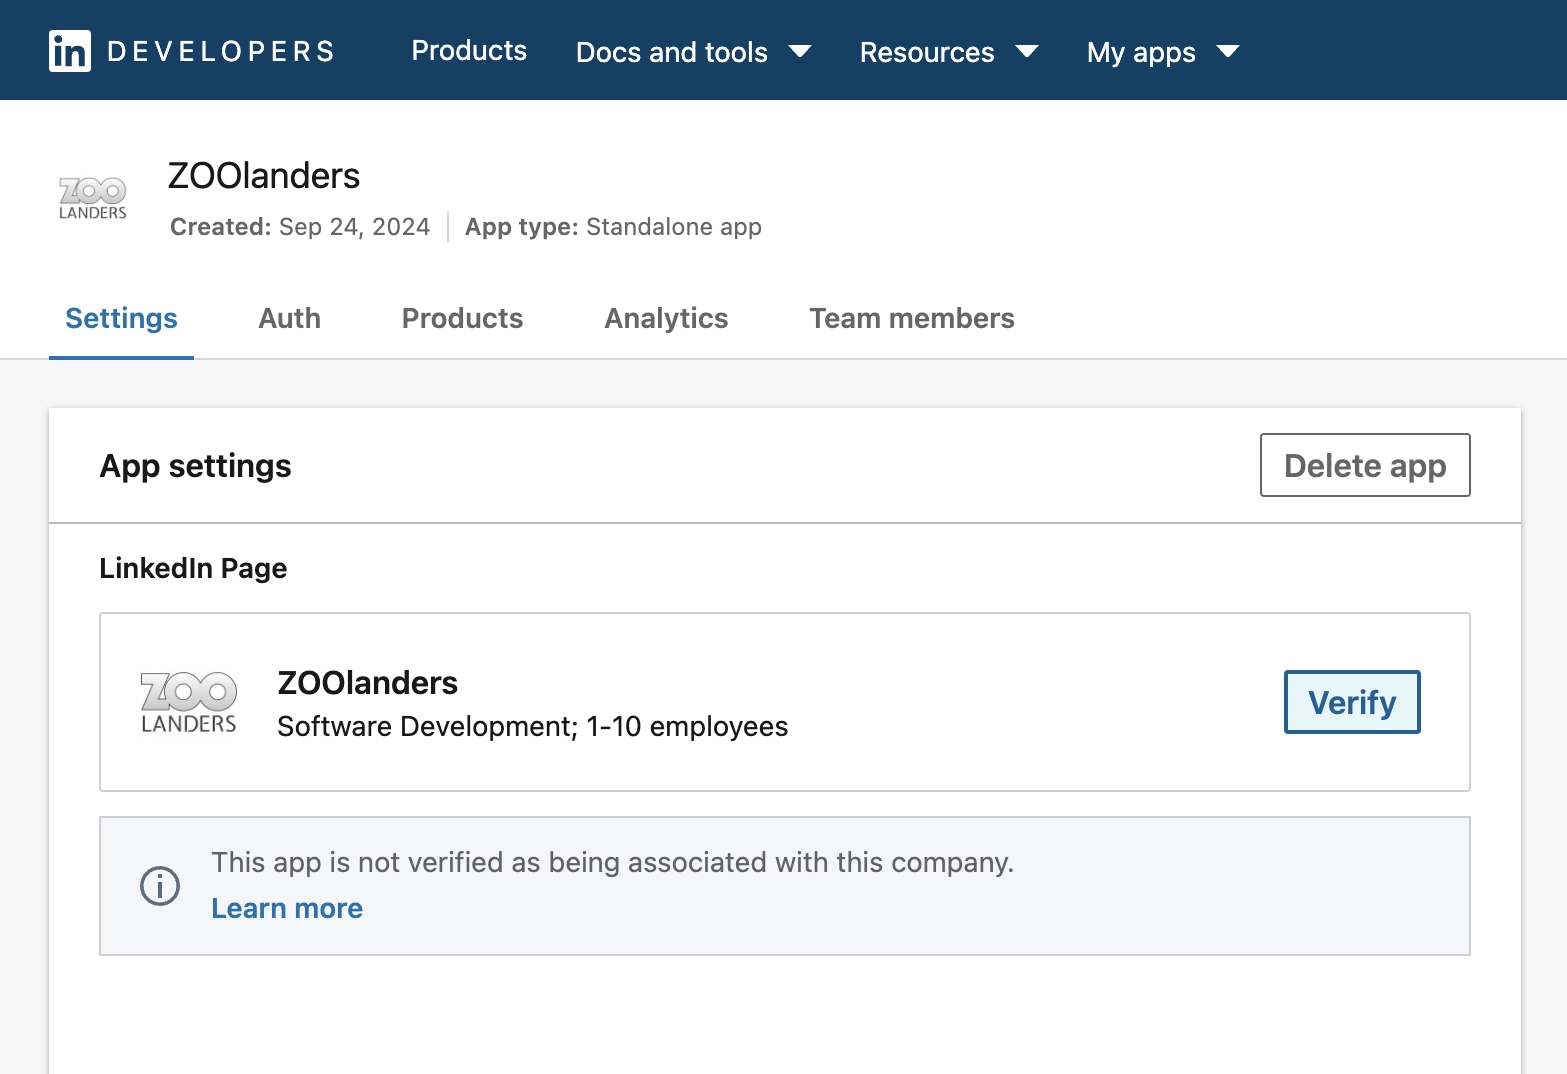 in DEVELOPERS Products Docs and tools Resources My apps
ZOO
LANDERS
ZOOlanders
Created: Sep 24, 2024 App type: Standalone app
Settings Auth Products Analytics Team members
App settings Delete app
LinkedIn Page
ZOO
LANDERS
ZOOlanders
Software Development; 1-10 employees
Verify
This app is not verified as being associated with this company.
Learn more